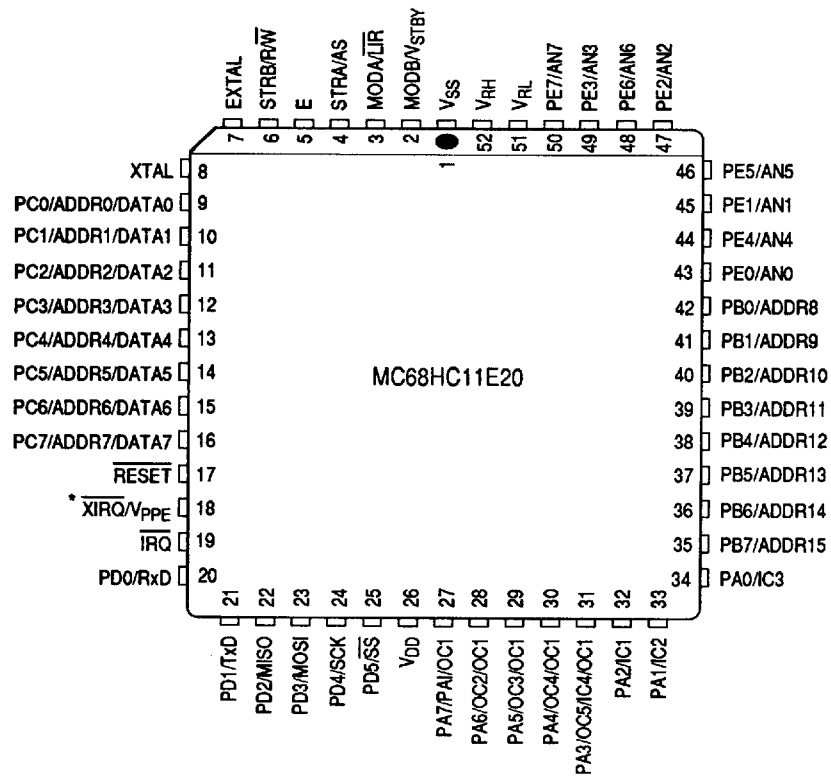 EXTAL
STRB/R/W
E
STRA/AS
MODA/LIR
MODB/VSTBY
VSS
VRH
VRL
PE7/AN7
PE3/AN3
PE6/AN6
PE2/AN2
7
6
5
4
3
2
1
52
51
50
49
48
47
XTAL 8
PC0/ADDR0/DATA0 9
PC1/ADDR1/DATA1 10
PC2/ADDR2/DATA2 11
PC3/ADDR3/DATA3 12
PC4/ADDR4/DATA4 13
PC5/ADDR5/DATA5 14
PC6/ADDR6/DATA6 15
PC7/ADDR7/DATA7 16
RESET 17
* XIRQ/VPPE 18
IRQ 19
PD0/RxD 20
MC68HC11E20
46 PE5/AN5
45 PE1/AN1
44 PE4/AN4
43 PE0/AN0
42 PB0/ADDR8
41 PB1/ADDR9
40 PB2/ADDR10
39 PB3/ADDR11
38 PB4/ADDR12
37 PB5/ADDR13
36 PB6/ADDR14
35 PB7/ADDR15
34 PA0/IC3
21
22
23
24
25
26
27
28
29
30
31
32
33
PD1/TxD
PD2/MISO
PD3/MOSI
PD4/SCK
PD5/SS
VDD
PA7/PAI/OC1
PA6/OC2/OC1
PA5/OC3/OC1
PA4/OC4/OC1
PA3/OC5/IC4/OC1
PA2/IC1
PA1/IC2